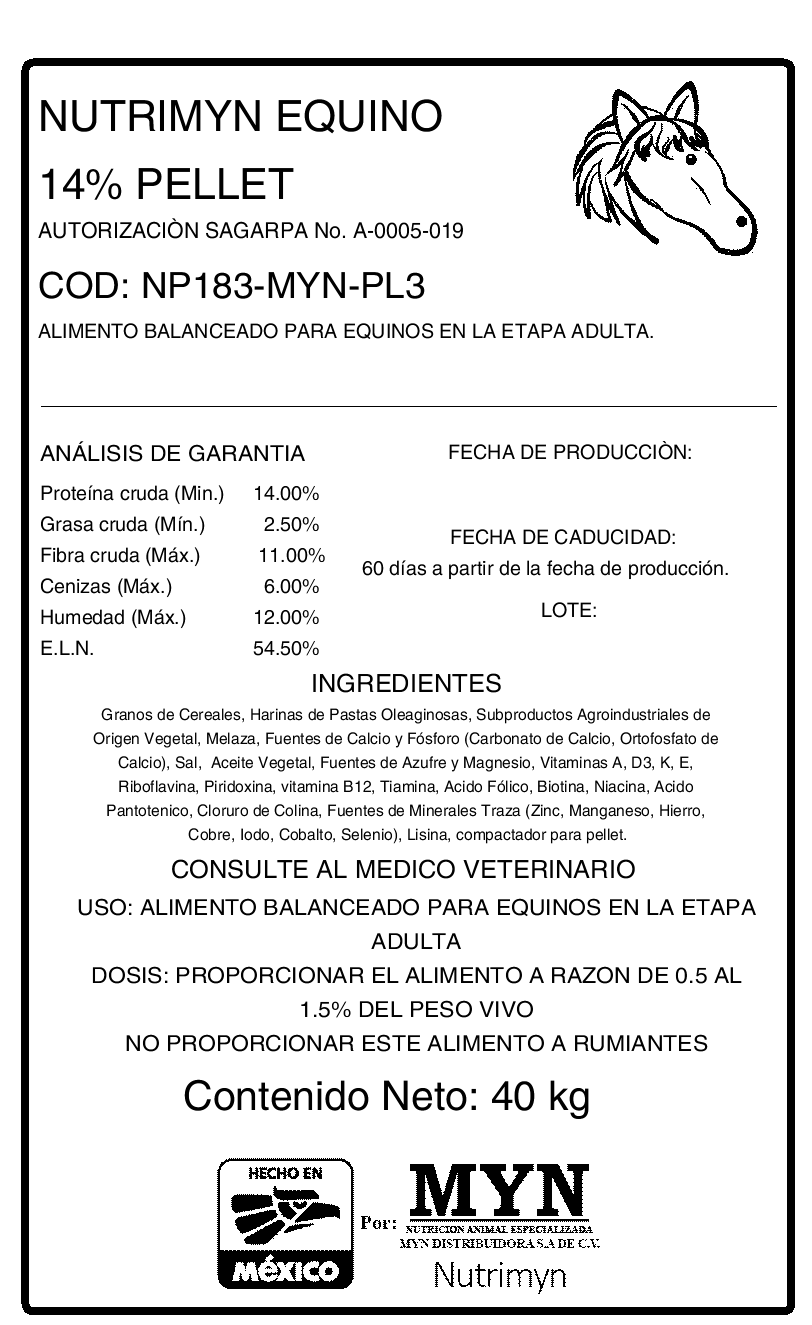 NUTRIMYN EQUINO
14% PELLET
AUTORIZACIÒN SAGARPA No. A-0005-019
COD: NP183-MYN-PL3
ALIMENTO BALANCEADO PARA EQUINOS EN LA ETAPA ADULTA.
ANÁLISIS DE GARANTIA
Proteína cruda (Min.) 14.00%
Grasa cruda (Mín.) 2.50%
Fibra cruda (Máx.) 11.00%
Cenizas (Máx.) 6.00%
Humedad (Máx.) 12.00%
E.L.N. 54.50%
FECHA DE PRODUCCIÒN:
FECHA DE CADUCIDAD:
60 días a partir de la fecha de producción.
LOTE:
INGREDIENTES
Granos de Cereales, Harinas de Pastas Oleaginosas, Subproductos Agroindustriales de
Origen Vegetal, Melaza, Fuentes de Calcio y Fósforo (Carbonato de Calcio, Ortofosfato de
Calcio), Sal, Aceite Vegetal, Fuentes de Azufre y Magnesio, Vitaminas A, D3, K, E,
Riboflavina, Piridoxina, vitamina B12, Tiamina, Acido Fólico, Biotina, Niacina, Acido
Pantotenico, Cloruro de Colina, Fuentes de Minerales Traza (Zinc, Manganeso, Hierro,
Cobre, Iodo, Cobalto, Selenio), Lisina, compactador para pellet.
CONSULTE AL MEDICO VETERINARIO
USO: ALIMENTO BALANCEADO PARA EQUINOS EN LA ETAPA
ADULTA
DOSIS: PROPORCIONAR EL ALIMENTO A RAZON DE 0.5 AL
1.5% DEL PESO VIVO
NO PROPORCIONAR ESTE ALIMENTO A RUMIANTES
Contenido Neto: 40 kg
HECHO EN
MéXICO
Por:
MYN
NUTRICION ANIMAL ESPECIALIZADA
MYN DISTRIBUIDORA S.A DE C.V.
Nutrimyn